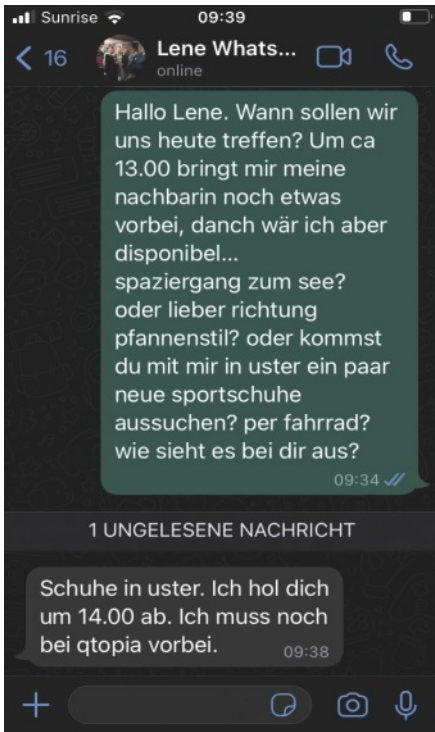 Sunrise 09:39
16 Lene Whats...
online
Hallo Lene. Wann sollen wir
uns heute treffen? Um ca
13.00 bringt mir meine
nachbarin noch etwas
vorbei, danch wär ich aber
disponibel...
spaziergang zum see?
oder lieber richtung
pfannenstil? oder kommst
du mit mir in uster ein paar
neue sportschuhe
aussuchen? per fahrrad?
wie sieht es bei dir aus?
09:34
1 UNGELESENE NACHRICHT
Schuhe in uster. Ich hol dich
um 14.00 ab. Ich muss noch
bei qtopia vorbei. 09:38